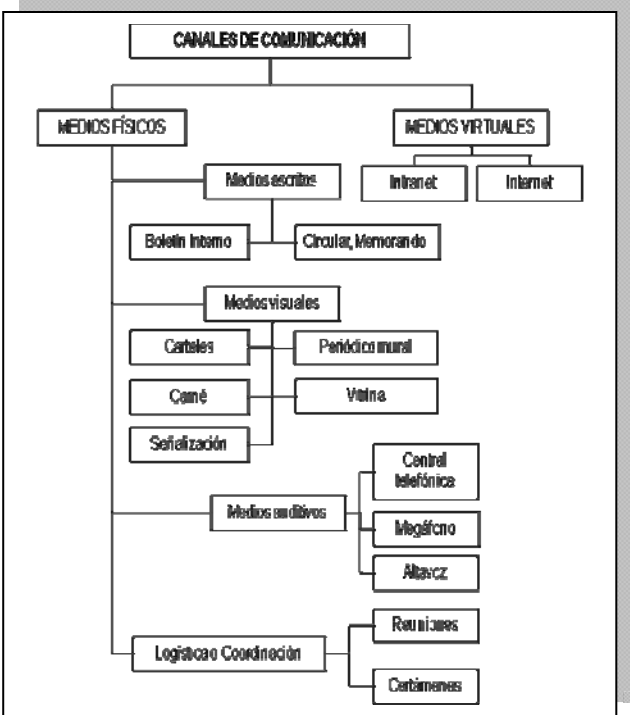 CANALES DE COMUNICACIÓN
MEDIOS FÍSICOS
MEDIOS VIRTUALES
Medios escritos
Intranet
Internet
Boletín Interno
Circular, Memorando
Medios visuales
Carteles
Periódico mural
Carné
Vitrina
Señalización
Central
telefónica
Medios auditivos
Megáfono
Altavoz
Reuniones
Logística o Coordinación
Certámenes